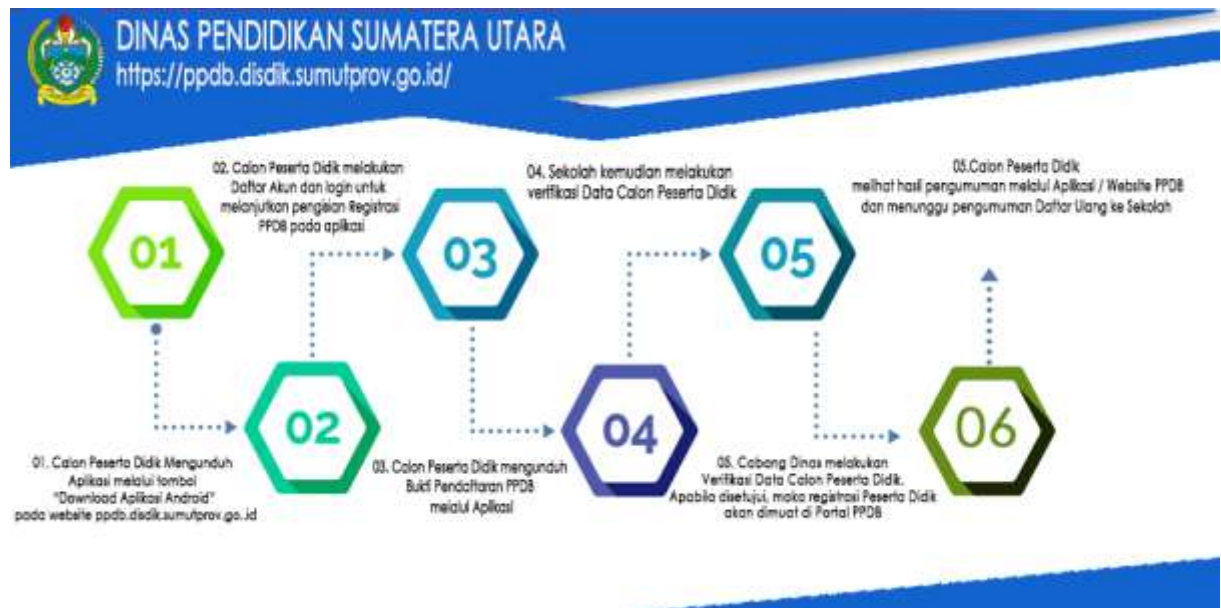 DINAS PENDIDIKAN SUMATERA UTARA
https://ppdb.disdik.sumutprov.go.id/
01
01. Calon Peserta Didik Mengunduh
Aplikasi melalui tombol
"Download Aplikasi Android"
pada website ppdb.disdik.sumutprov.go.id
02
02. Calon Peserta Didik melakukan
Daftar Akun dan login untuk
melanjutkan pengisian Registrasi
PPDB pada aplikasi
03
03. Calon Peserta Didik mengunduh
Bukti Pendaftaran PPDB
melalui Aplikasi
04
04. Sekolah kemudian melakukan
verifikasi Data Calon Peserta Didik
05
05. Cabang Dinas melakukan
Verifikasi Data Calon Peserta Didik.
Apabila disetujui, maka registrasi Peserta Didik
akan dimuat di Portal PPDB
06
05.Calon Peserta Didik
melihat hasil pengumuman melalui Aplikasi / Website PPDB
dan menunggu pengumuman Daftar Ulang ke Sekolah